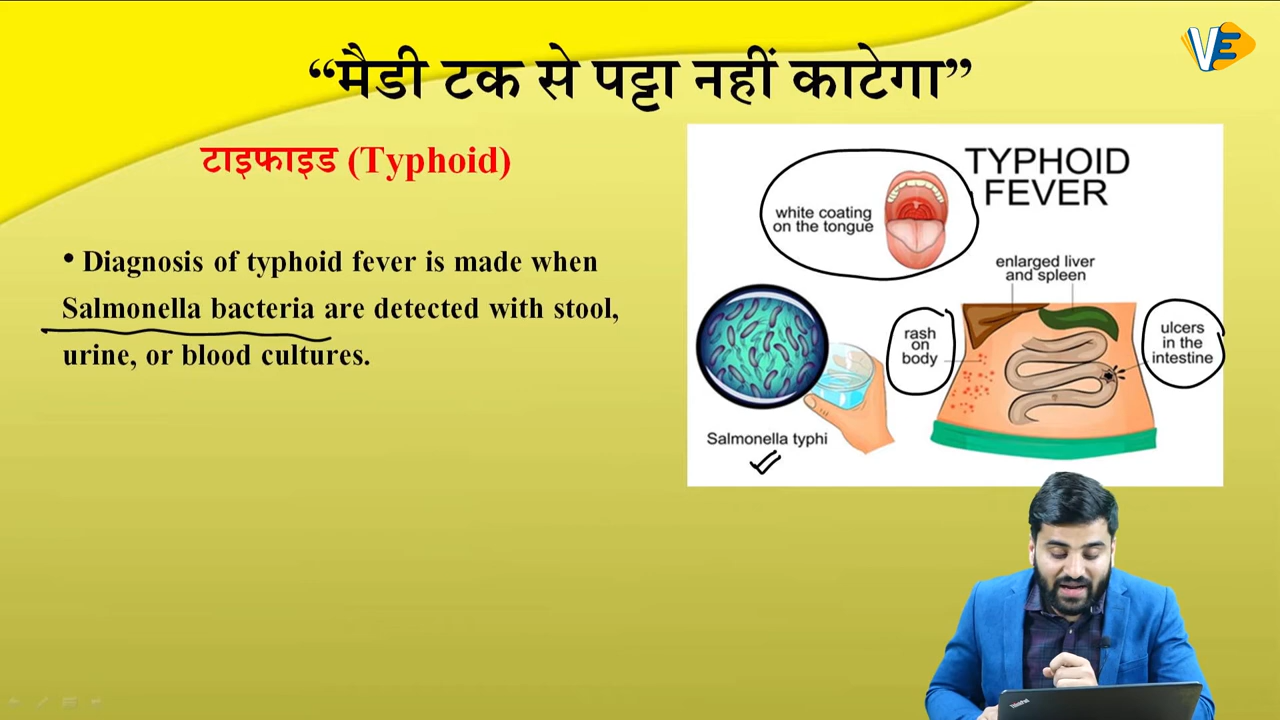 VE
“मैडी टक से पट्टा नहीं काटेगा”
टाइफाइड (Typhoid)
• Diagnosis of typhoid fever is made when
Salmonella bacteria are detected with stool,
urine, or blood cultures.
TYPHOID
FEVER
white coating
on the tongue
enlarged liver
and spleen
rash
on
body
ulcers
in the
intestine
Salmonella typhi
ThinkPad